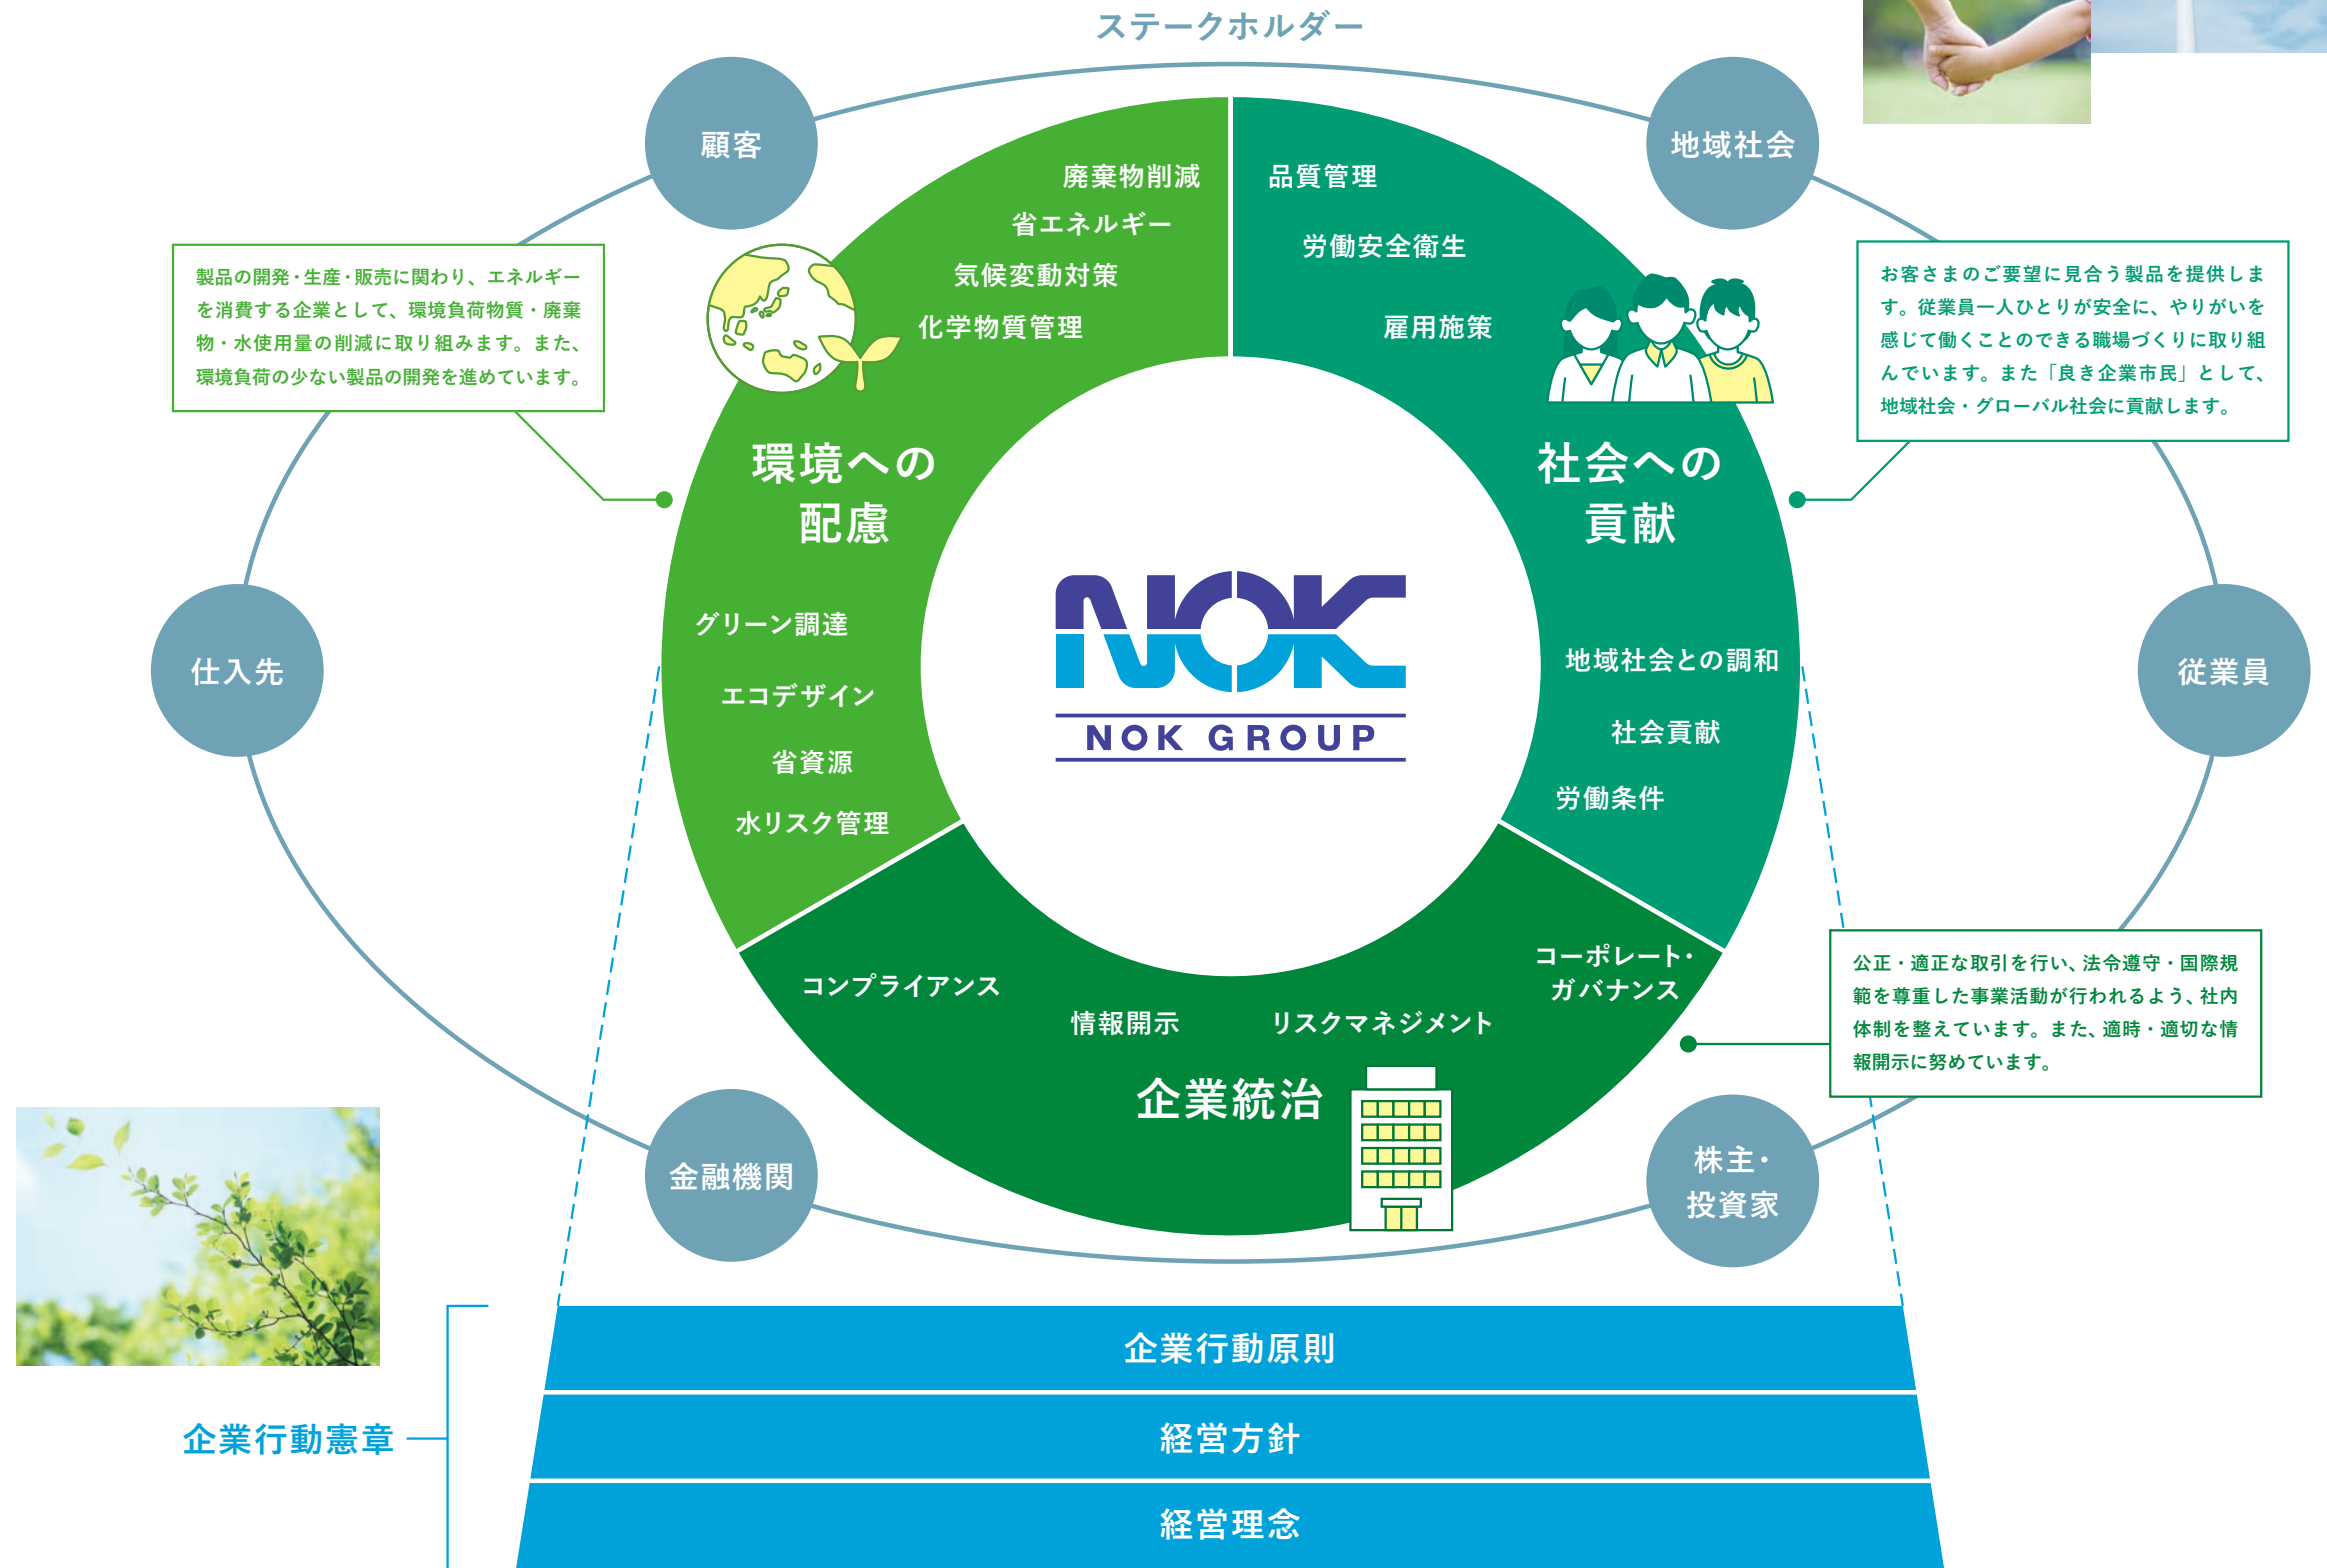 ステークホルダー
顧客
地域社会
廃棄物削減
省エネルギー
気候変動対策
化学物質管理
品質管理
労働安全衛生
雇用施策
製品の開発・生産・販売に関わり、エネルギー
を消費する企業として、環境負荷物質・廃棄
物・水使用量の削減に取り組みます。また、
環境負荷の少ない製品の開発を進めています。
お客さまのご要望に見合う製品を提供しま
す。従業員一人ひとりが安全に、やりがいを
感じて働くことのできる職場づくりに取り組
んでいます。また「良き企業市民」として、
地域社会・グローバル社会に貢献します。
環境への
配慮
社会への
貢献
グリーン調達
エコデザイン
省資源
水リスク管理
NOK
NOK GROUP
地域社会との調和
社会貢献
労働条件
仕入先
従業員
コンプライアンス
情報開示
リスクマネジメント
コーポレート・
ガバナンス
企業統治
公正・適正な取引を行い、法令遵守・国際規
範を尊重した事業活動が行われるよう、社内
体制を整えています。また、適時・適切な情
報開示に努めています。
金融機関
株主・
投資家
企業行動憲章
企業行動原則
経営方針
経営理念